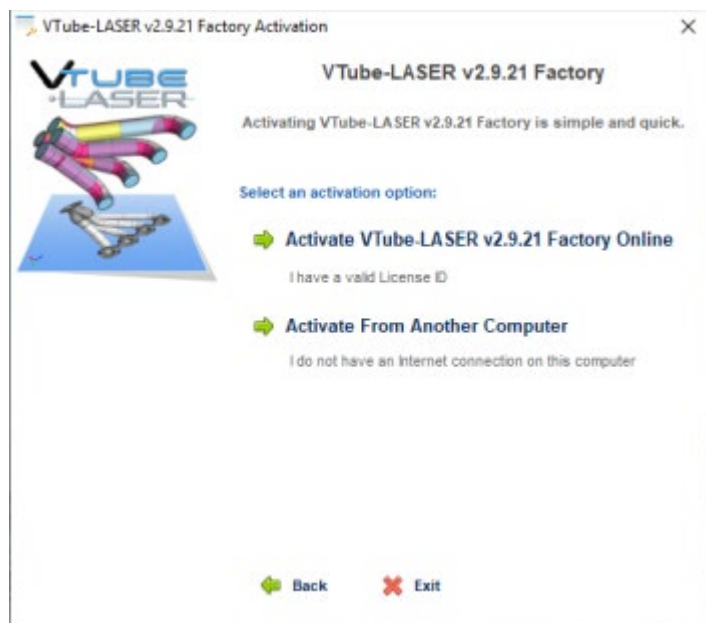 VTube-LASER v2.9.21 Factory Activation
VTUBE
•LASER
VTube-LASER v2.9.21 Factory
Activating VTube-LASER v2.9.21 Factory is simple and quick.
Select an activation option:
Activate VTube-LASER v2.9.21 Factory Online
I have a valid License ID
Activate From Another Computer
I do not have an Internet connection on this computer
Back Exit